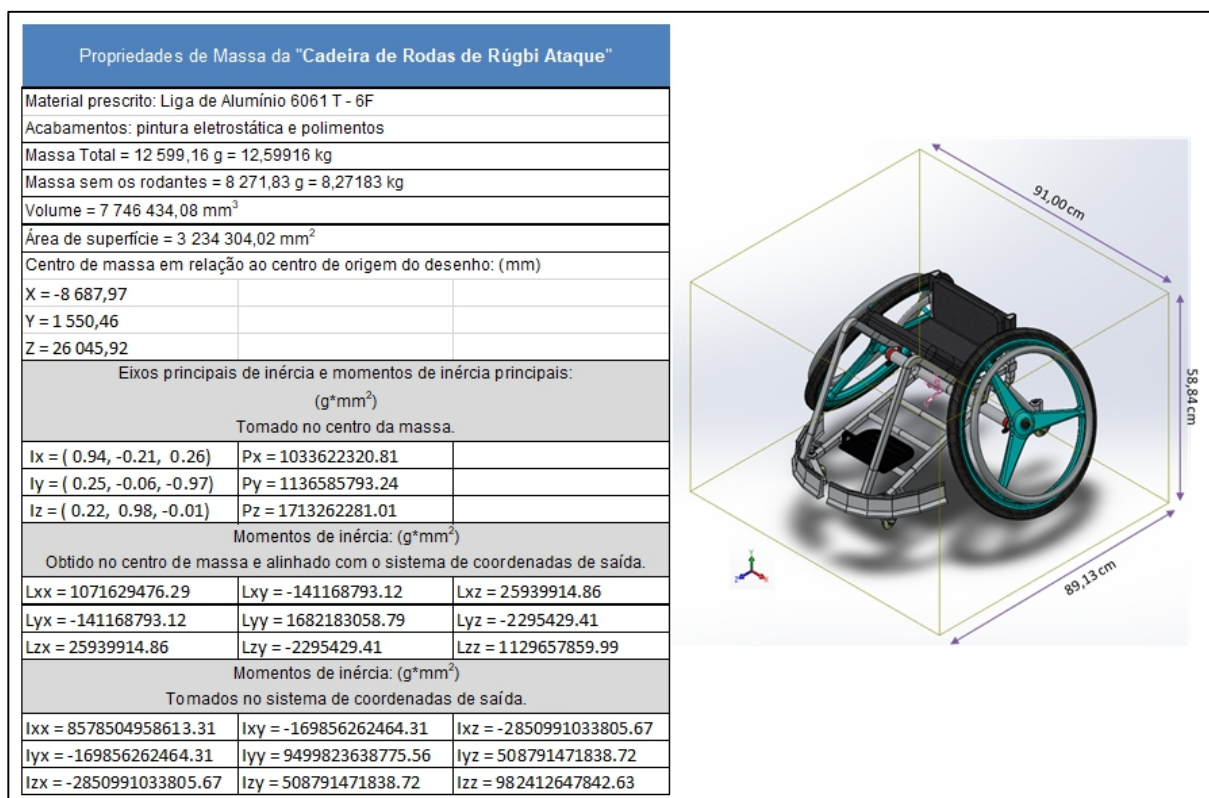 Propriedades de Massa da "Cadeira de Rodas de Rúgbi Ataque"
Material prescrito: Liga de Alumínio 6061 T - 6F
Acabamentos: pintura eletrostática e polimentos
Massa Total = 12 599,16 g = 12,59916 kg
Massa sem os rodantes = 8 271,83 g = 8,27183 kg
Volume = 7 746 434,08 mm³
Área de superfície = 3 234 304,02 mm²
Centro de massa em relação ao centro de origem do desenho: (mm)
X = -8 687,97
Y = 1 550,46
Z = 26 045,92
Eixos principais de inércia e momentos de inércia principais:
(g*mm²)
Tomado no centro da massa.
Ix = ( 0.94, -0.21, 0.26) Px = 1033622320.81
Iy = ( 0.25, -0.06, -0.97) Py = 1136585793.24
Iz = ( 0.22, 0.98, -0.01) Pz = 1713262281.01
Momentos de inércia: (g*mm²)
Obtido no centro de massa e alinhado com o sistema de coordenadas de saída.
Lxx = 1071629476.29 Lxy = -141168793.12 Lxz = 25939914.86
Lyx = -141168793.12 Lyy = 1682183058.79 Lyz = -2295429.41
Lzx = 25939914.86 Lzy = -2295429.41 Lzz = 1129657859.99
Momentos de inércia: (g*mm²)
Tomados no sistema de coordenadas de saída.
Ixx = 8578504958613.31 Ixy = -169856262464.31 Ixz = -2850991033805.67
Iyx = -169856262464.31 Iyy = 9499823638775.56 Iyz = 508791471838.72
Izx = -2850991033805.67 Izy = 508791471838.72 Izz = 982412647842.63
91,00 cm
58,84 cm
89,13 cm
Y
Z
X